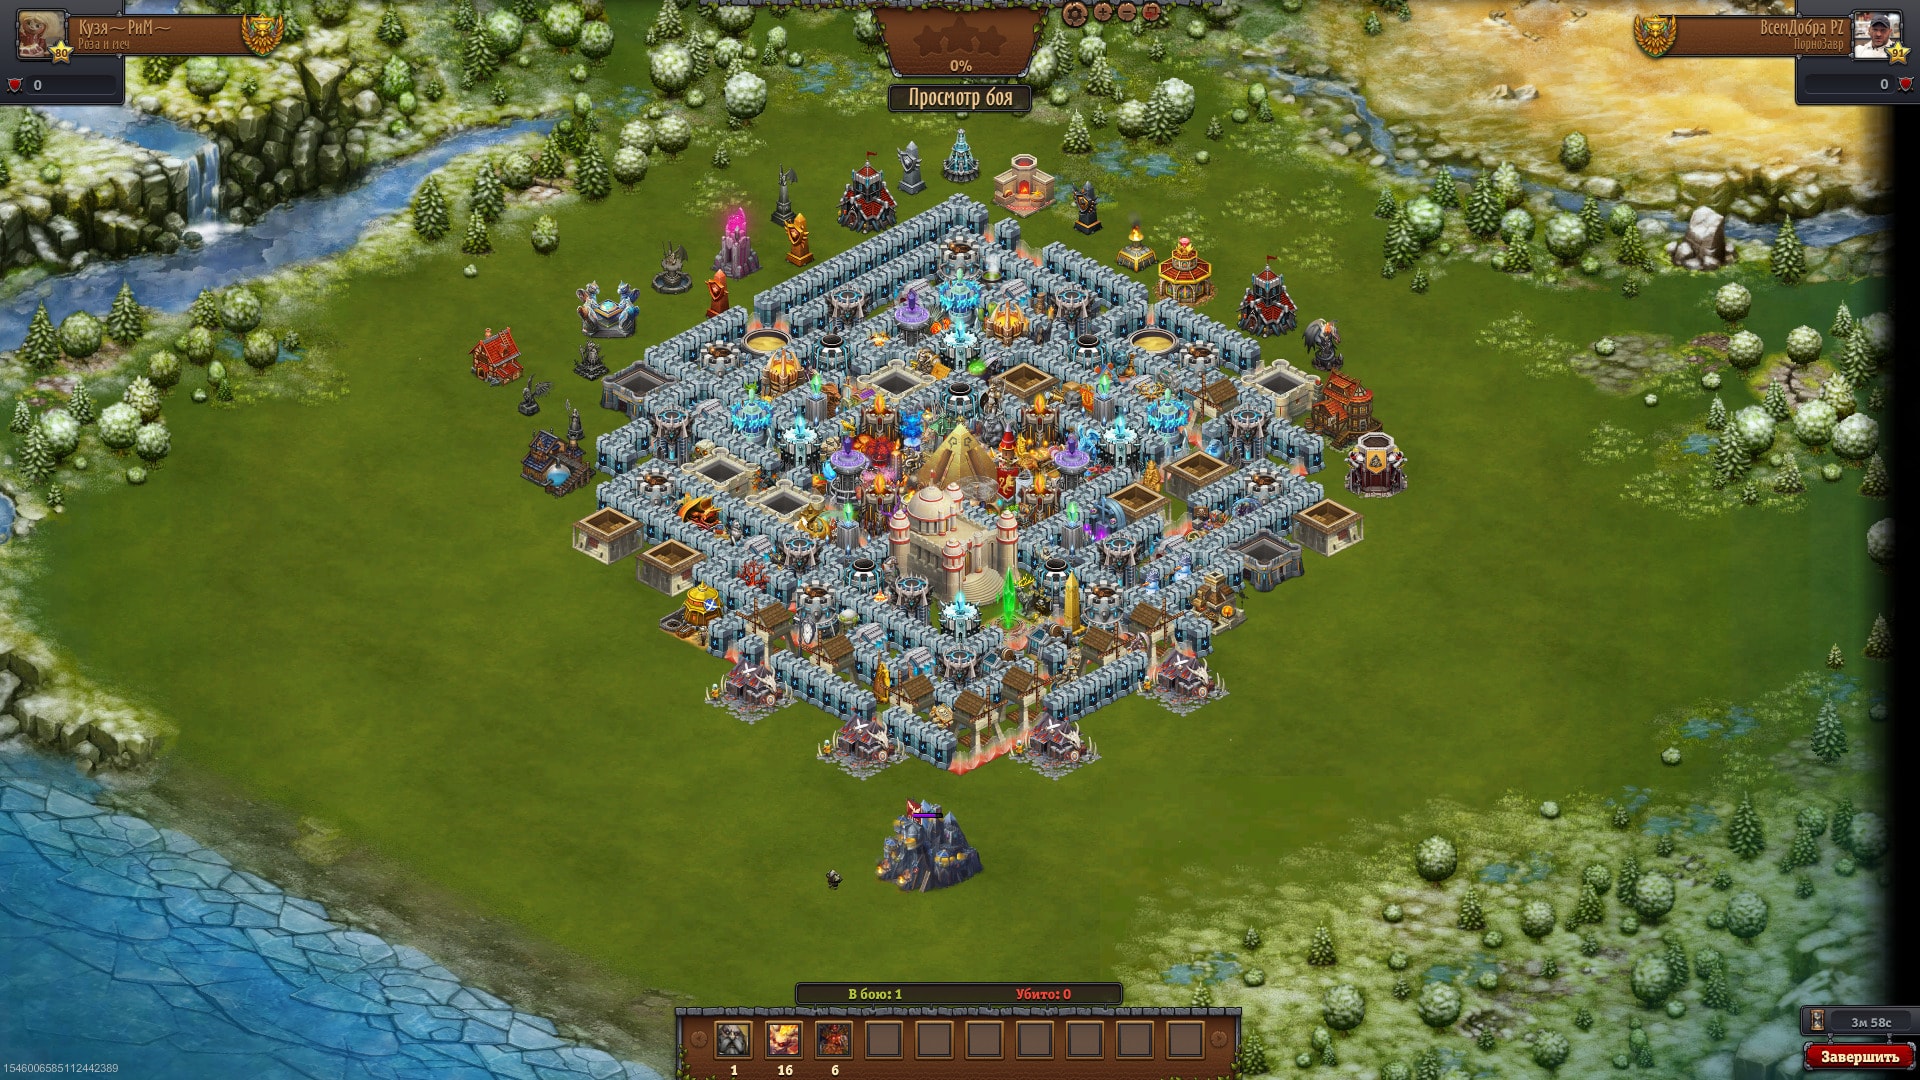 Кузя~РиМ~
Роза и меч
80
0
0%
Просмотр боя
ВсемДобра PZ
ПорноЗавр
91
0
В бою: 1
Убито: 0
1
16
6
3м 58с
Завершить
1546006585112442389